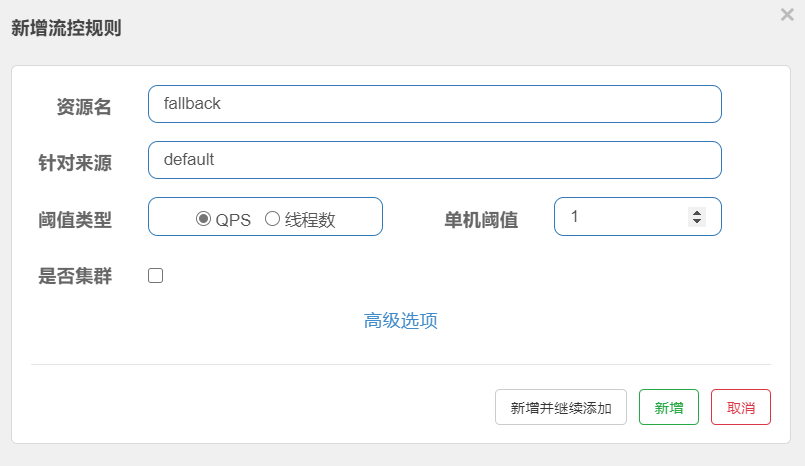 新增流控规则
×
资源名 fallback
针对来源 default
阈值类型 QPS 线程数 单机阈值 1
是否集群
高级选项
新增并继续添加 新增 取消